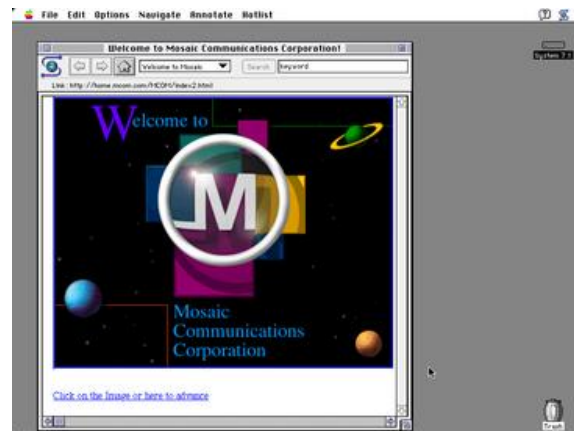 File Edit Options Navigate Annotate Hotlist
System 7.1
Welcome to Mosaic Communications Corporation!
Welcome to Mosaic
Search
keyword
Link: http://home.mcom.com/MCOM/index2.html
Welcome to
M
Mosaic
Communications
Corporation
Click on the Image or here to advance
Trash